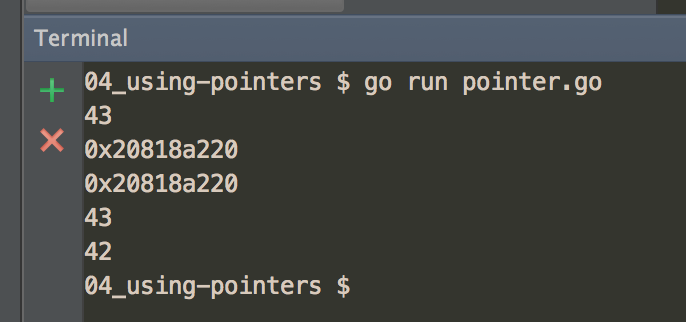 Terminal
04_using-pointers $ go run pointer.go
43
0x20818a220
0x20818a220
43
42
04_using-pointers $